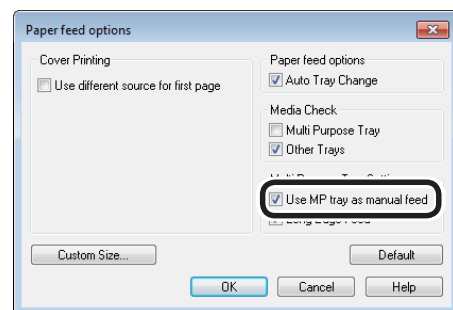 Paper feed options
Cover Printing
Use different source for first page
Paper feed options
Auto Tray Change
Media Check
Multi Purpose Tray
Other Trays
Use MP tray as manual feed
Custom Size...
Default
OK
Cancel
Help